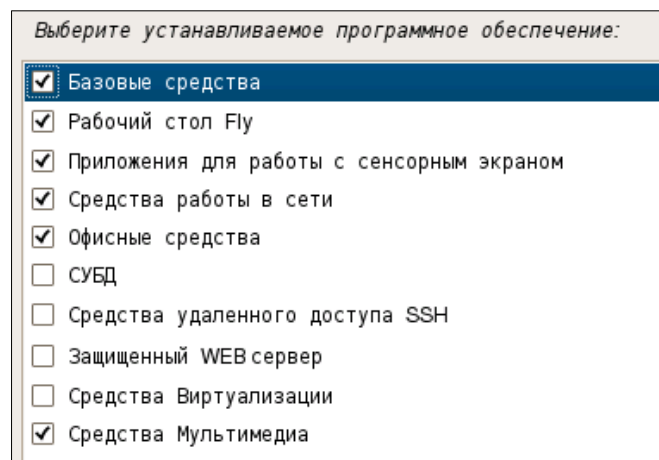 Выберите устанавливаемое программное обеспечение:
Базовые средства
Рабочий стол Fly
Приложения для работы с сенсорным экраном
Средства работы в сети
Офисные средства
СУБД
Средства удаленного доступа SSH
Защищенный WEB сервер
Средства Виртуализации
Средства Мультимедиа